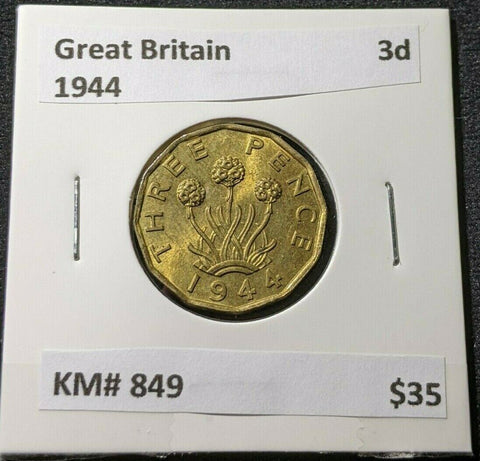 Great Britain 3d
1944
THREE PENCE
1944
KM# 849 $35